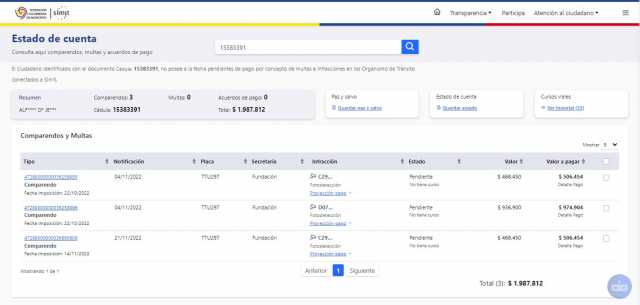 FEDERACIÓN COLOMBIANA DE MUNICIPIOS simit
Transparencia Participa Atención al ciudadano
Estado de cuenta
Consulta aquí comparendos, multas y acuerdos de pago
15383391
El ciudadano identificado con el documento Cédula: 15383391, no posee a la fecha pendientes de pago por concepto de multas e infracciones en los Organismo de Tránsito
conectados a Simit.
Resumen Comparendos: 3 Multas: 0 Acuerdos de pago: 0
ALF**** D* JE*** Cédula: 15383391 Total: $ 1.987.812
Paz y salvo
Guardar paz y salvo
Estado de cuenta
Guardar estado
Cursos viales
Ver historial
Comparendos y Multas
Mostrar
Tipo Notificación Placa Secretaría Infracción Estado Valor Valor a pagar
04/11/2022 TTU297 Fundación C29... Pendiente $ 468.450 $ 506.454
Comparendo Fotodetección No tiene curso Detalle Pago
Fecha imposición: 22/10/2022 Proyección pago
04/11/2022 TTU297 Fundación D07... Pendiente $ 936.900 $ 974.904
Comparendo Fotodetección No tiene curso Detalle Pago
Fecha imposición: 22/10/2022 Proyección pago
21/11/2022 TTU297 Fundación C29... Pendiente $ 468.450 $ 506.454
Comparendo Fotodetección No tiene curso Detalle Pago
Fecha imposición: 14/11/2022 Proyección pago
Mostrando: 1 de 1 Anterior 1 Siguiente
Total (3): $ 1.987.812